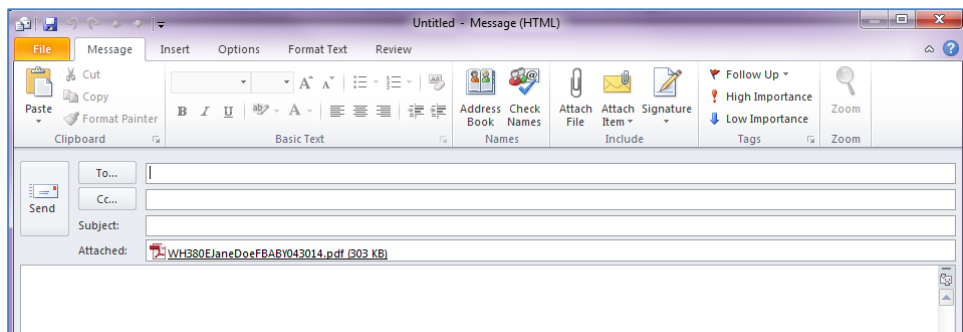 Untitled - Message (HTML)
File Message Insert Options Format Text Review
Paste
Cut
Copy
Format Painter
Clipboard
B I U
Basic Text
Address Book
Check Names
Names
Attach File
Attach Item
Signature
Include
Follow Up
High Importance
Low Importance
Tags
Zoom
Zoom
Send
To...
Cc...
Subject:
Attached: WH380EJaneDoeFBABY043014.pdf (303 KB)